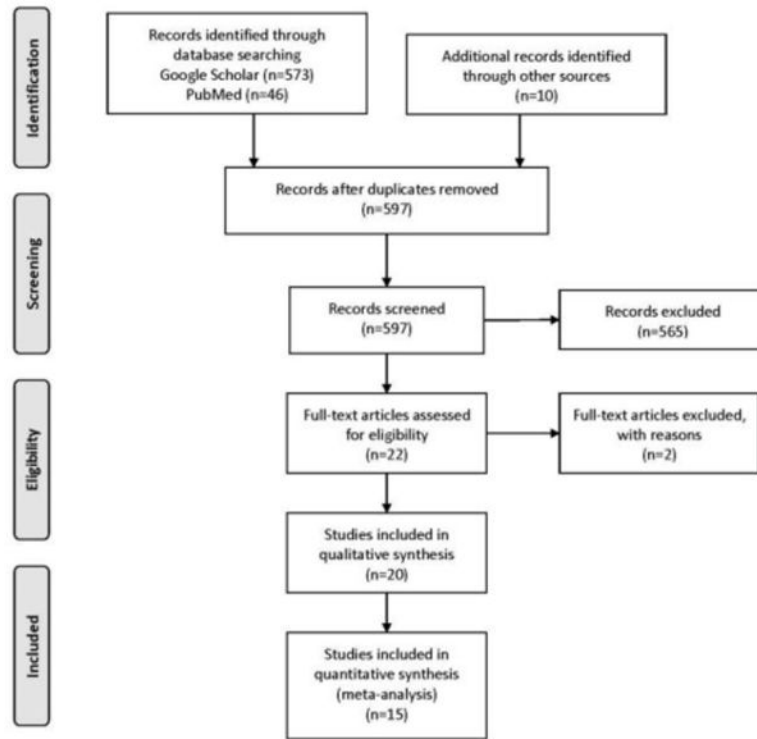 Identification
Records identified through
database searching
Google Scholar (n=573)
PubMed (n=46)
Additional records identified
through other sources
(n=10)
Records after duplicates removed
(n=597)
Screening
Records screened
(n=597)
Records excluded
(n=565)
Eligibility
Full-text articles assessed
for eligibility
(n=22)
Full-text articles excluded,
with reasons
(n=2)
Studies included in
qualitative synthesis
(n=20)
Included
Studies included in
quantitative synthesis
(meta-analysis)
(n=15)